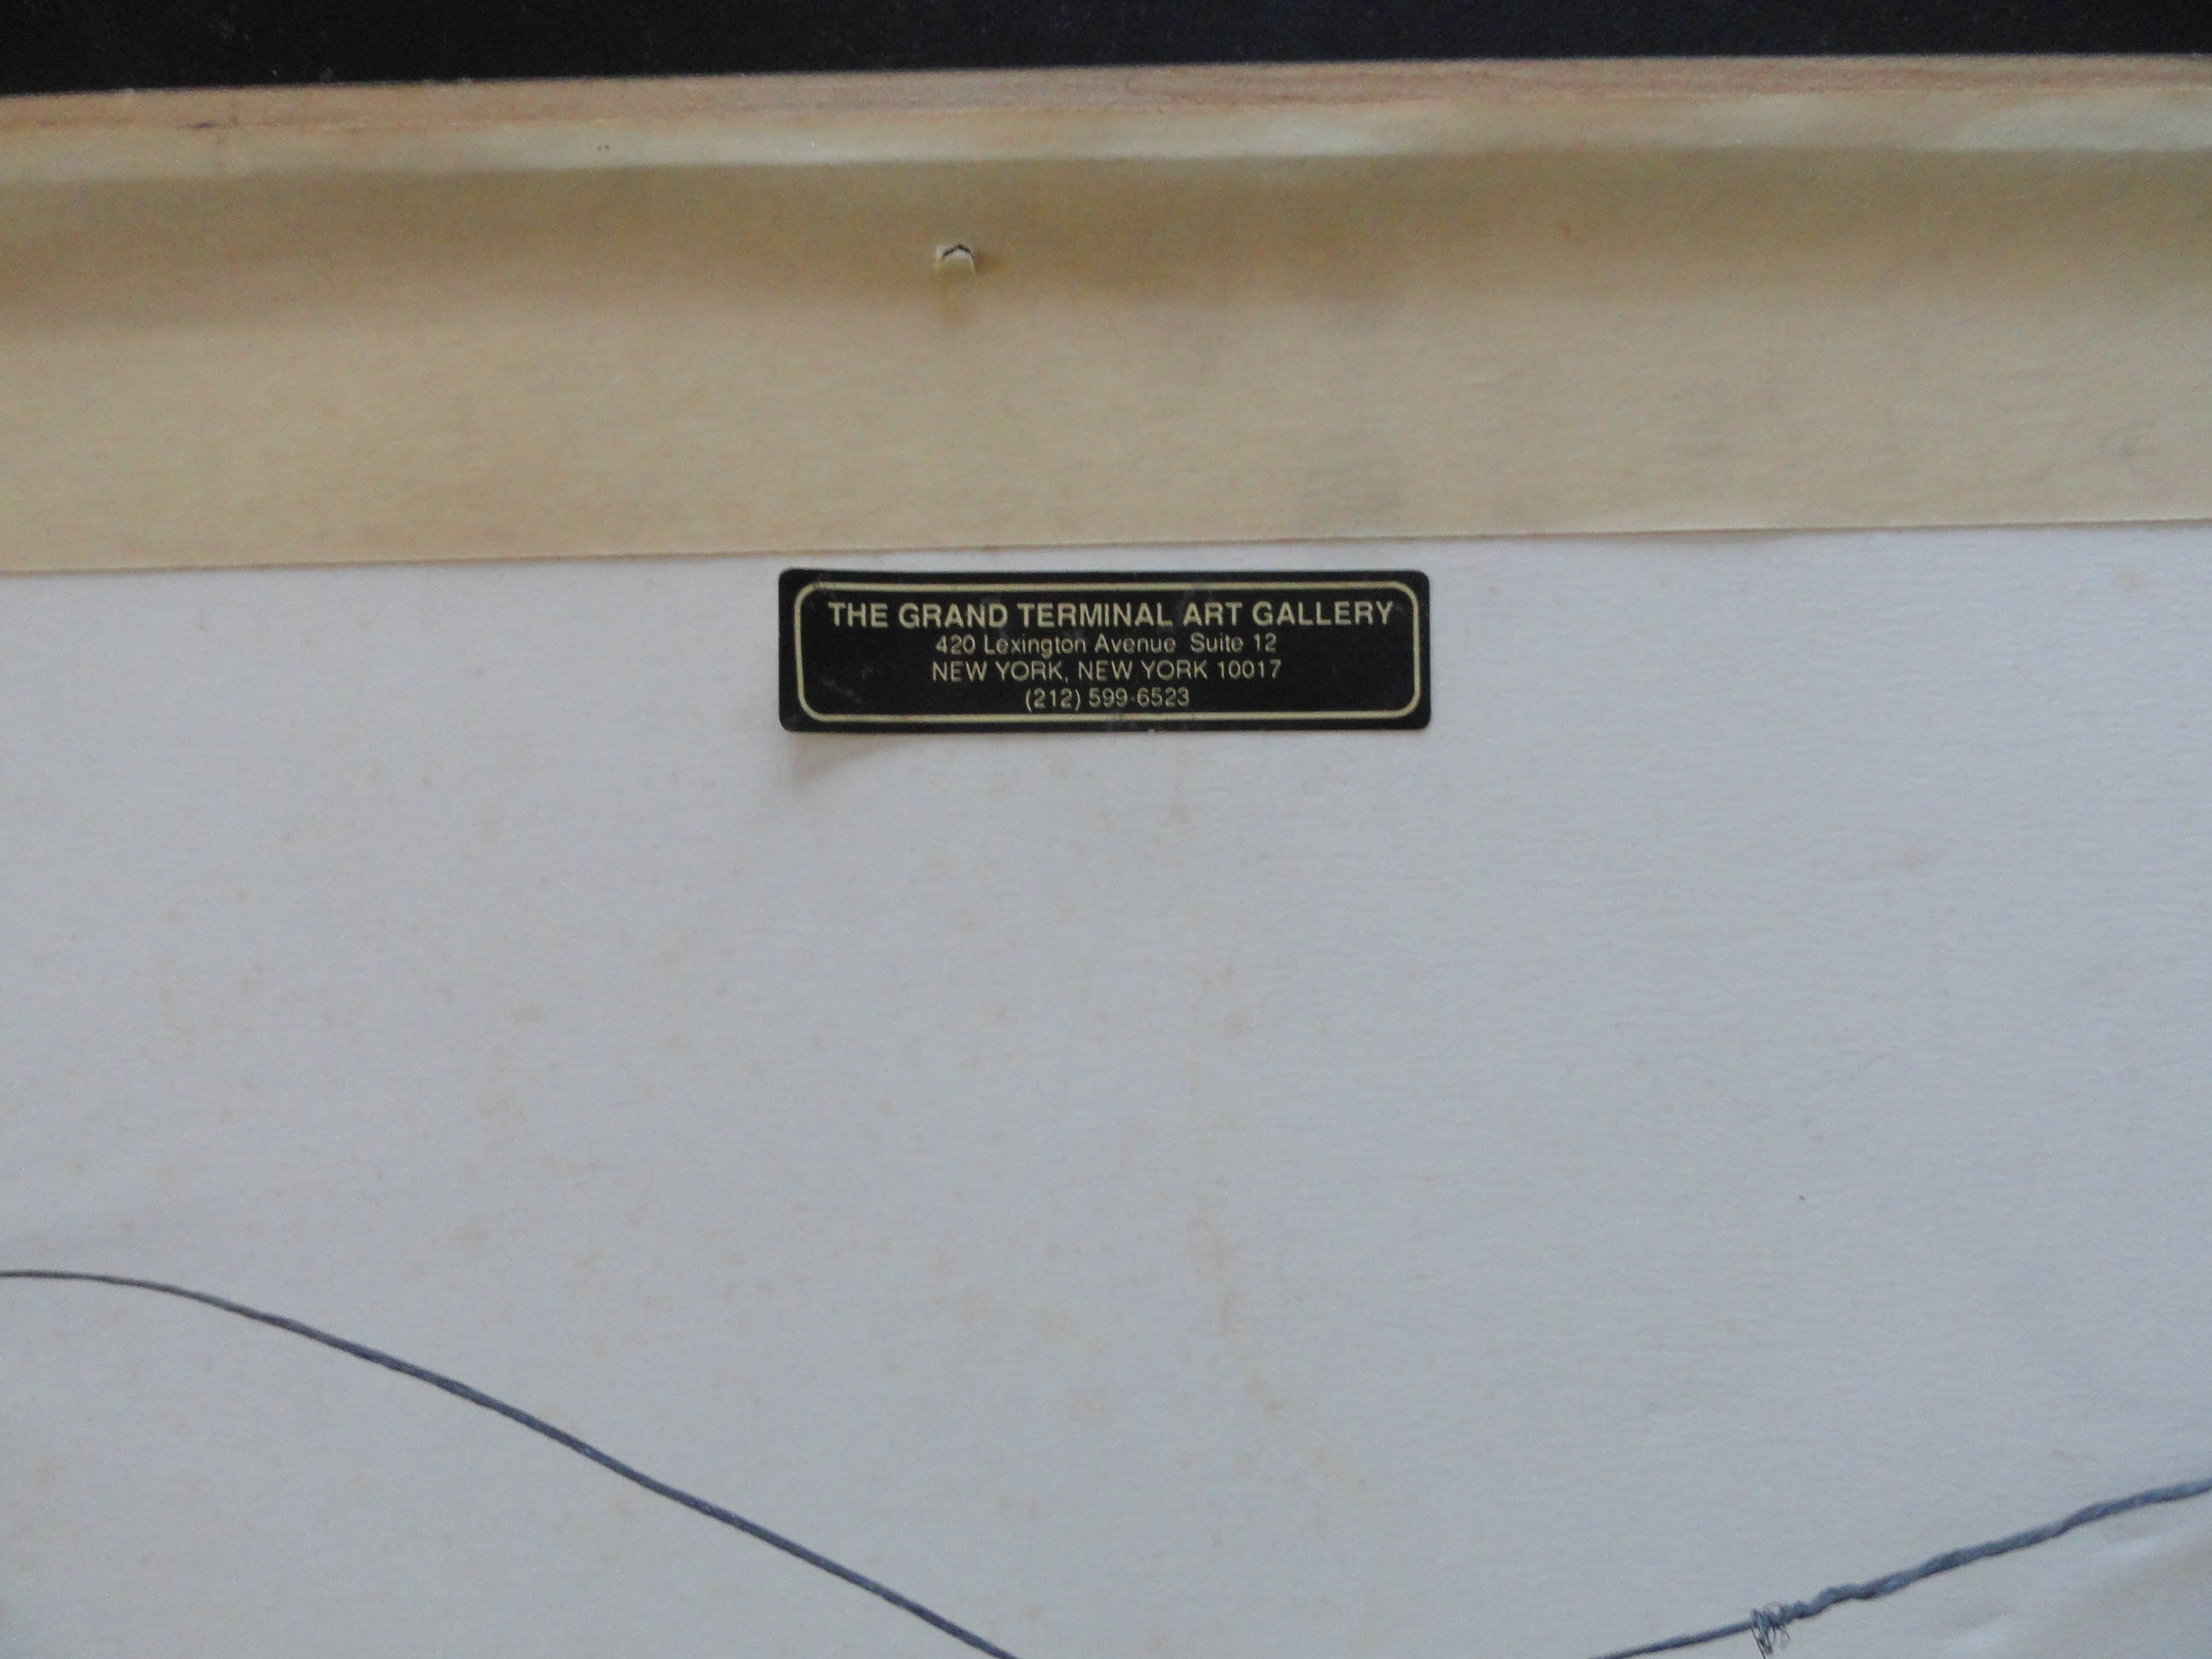 THE GRAND TERMINAL ART GALLERY
420 Lexington Avenue Suite 12
NEW YORK, NEW YORK 10017
(212) 599-6523